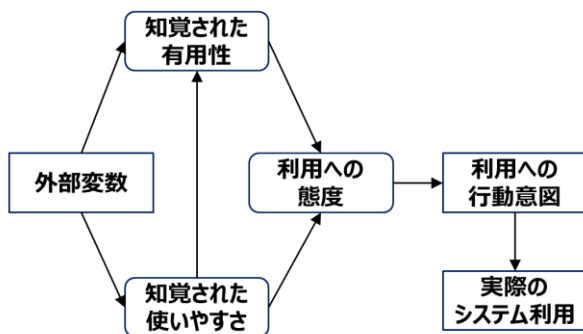 知覚された
有用性
外部変数
利用への
態度
利用への
行動意図
知覚された
使いやすさ
実際の
システム利用